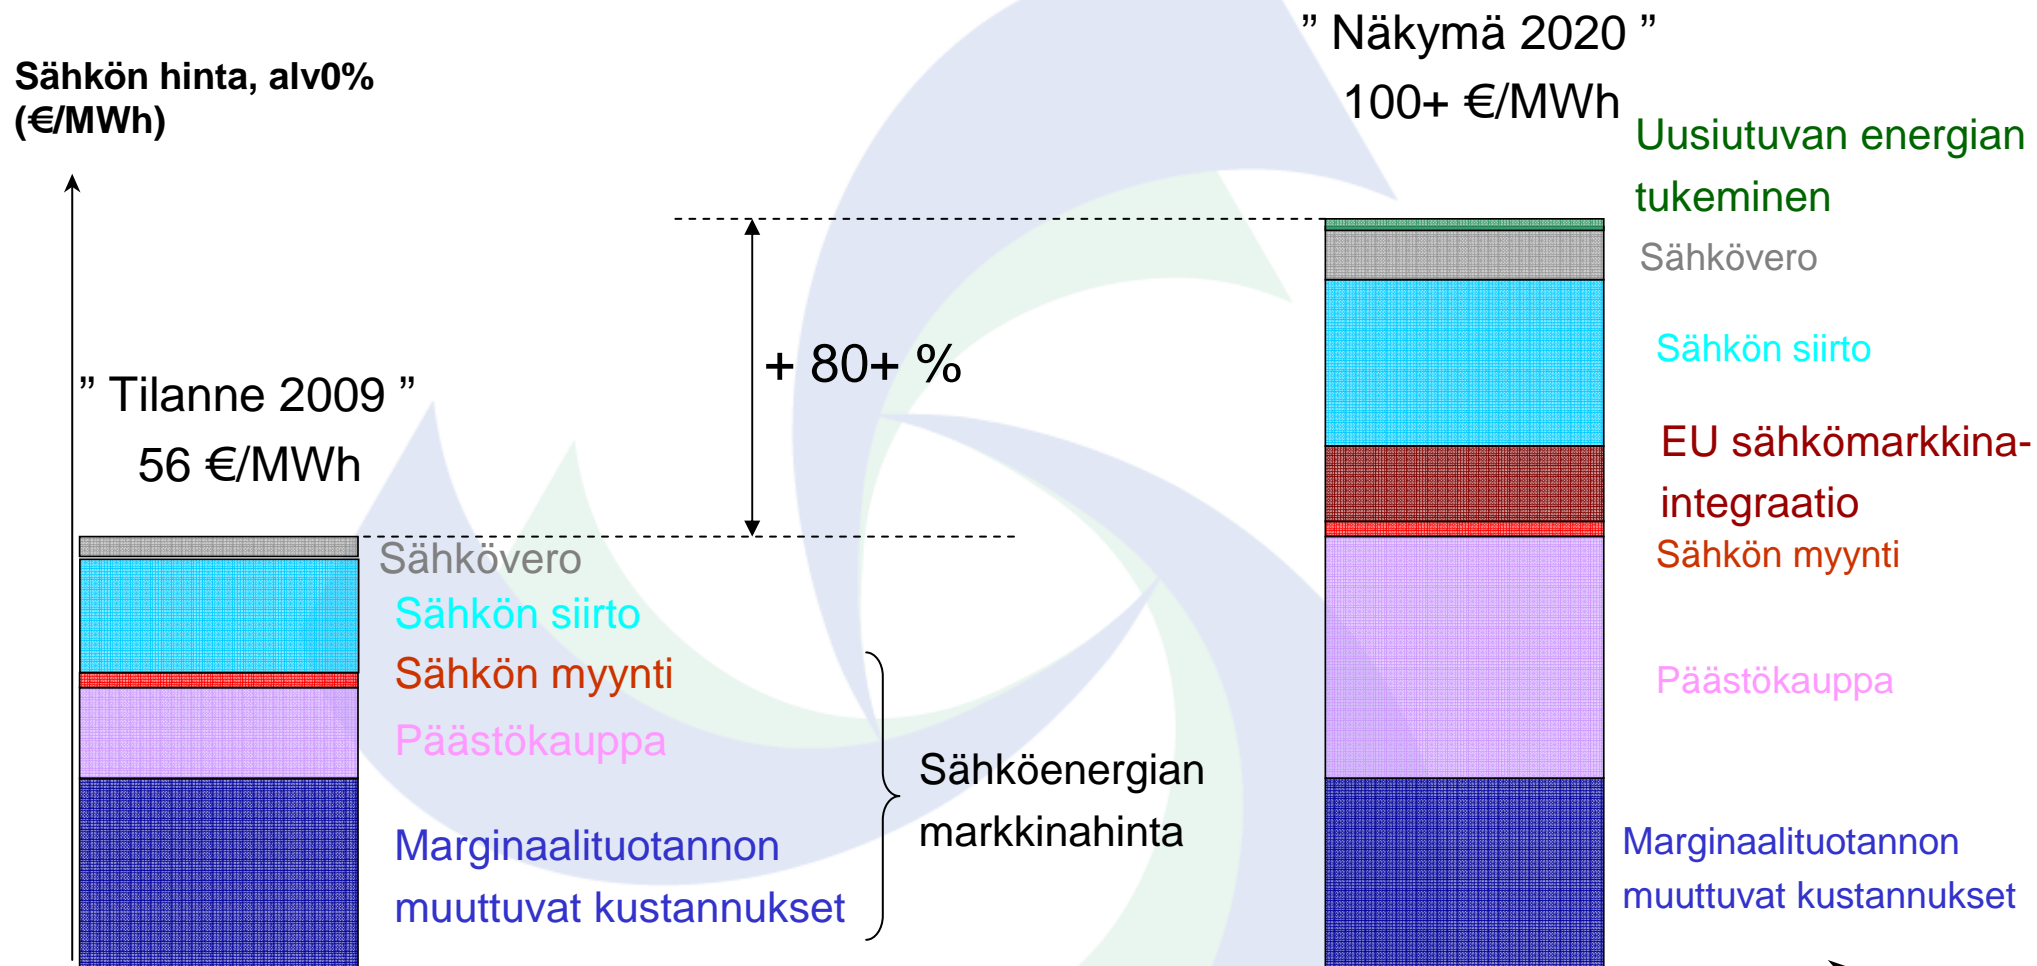 Sähkön hinta, alv0%
(€/MWh)
” Tilanne 2009 ”
56 €/MWh
Sähkövero
Sähkön siirto
Sähkön myynti
Päästökauppa
Marginaalituotannon
muuttuvat kustannukset
Sähköenergian
markkinahinta
+ 80+ %
” Näkymä 2020 ”
100+ €/MWh
Uusiutuvan energian
tukeminen
Sähkövero
Sähkön siirto
EU sähkömarkkina-
integraatio
Sähkön myynti
Päästökauppa
Marginaalituotannon
muuttuvat kustannukset